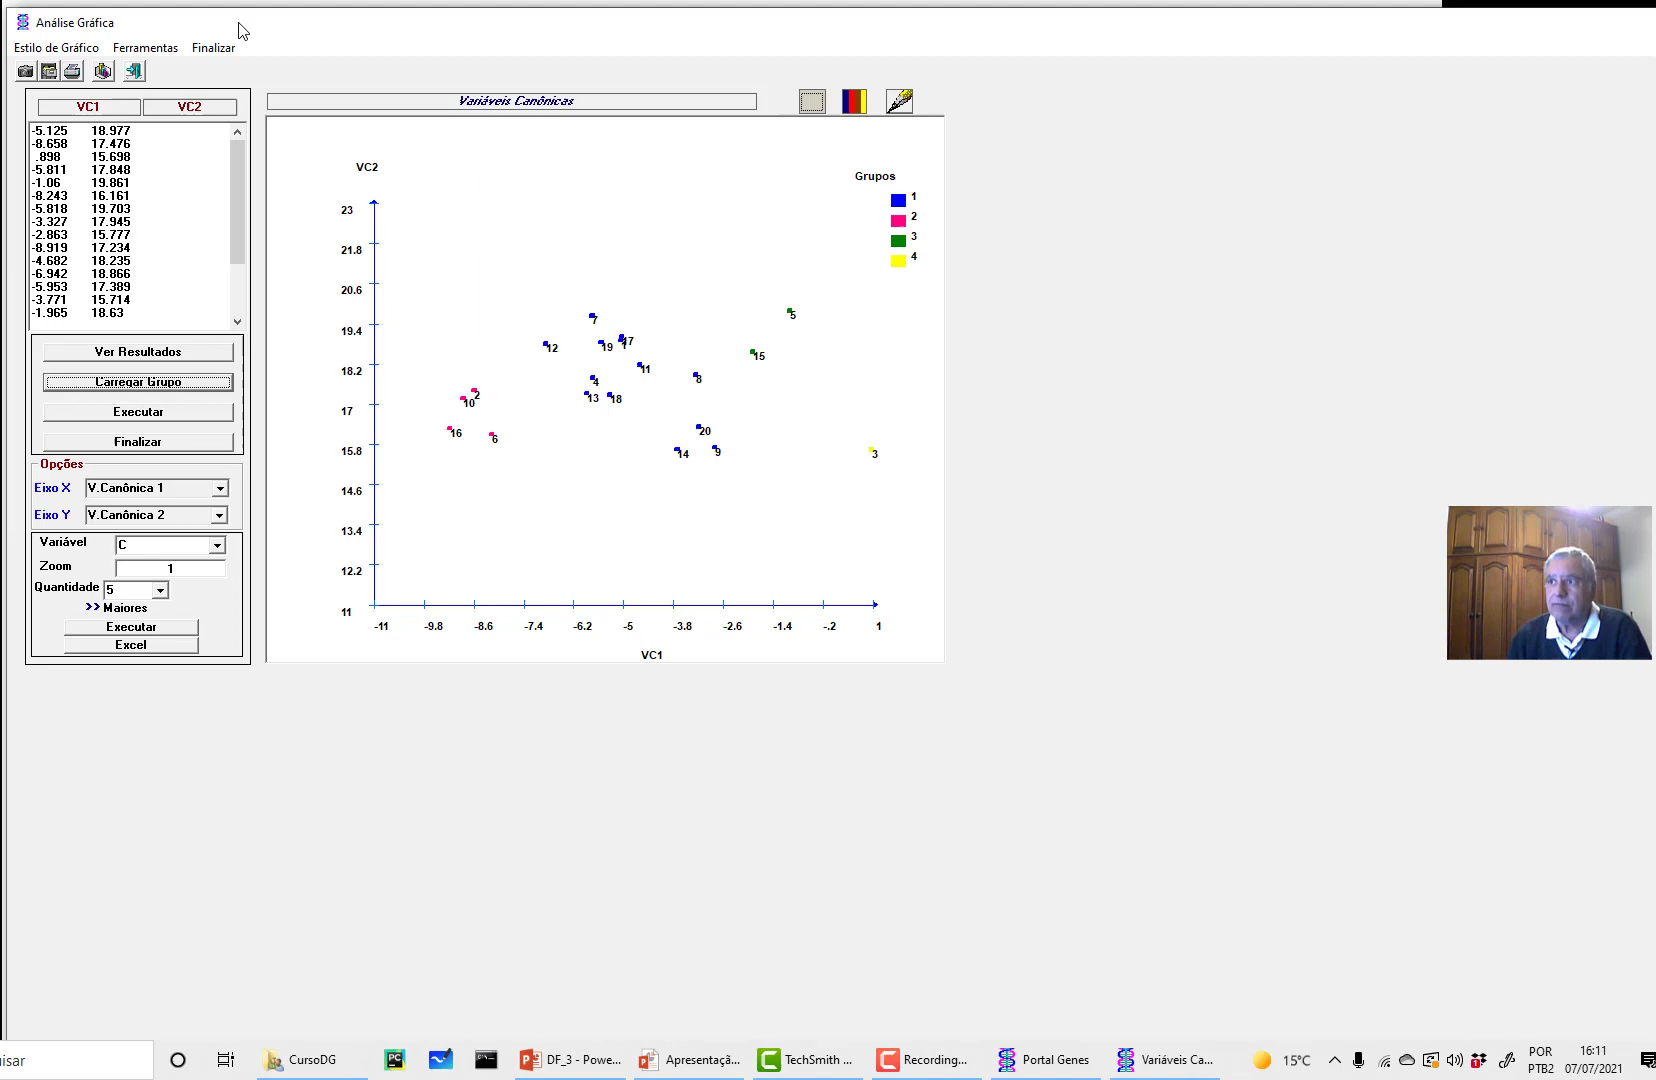 Análise Gráfica
Estilo de Gráfico Ferramentas Finalizar
VC1 VC2
-5.125 18.977
-8.658 17.476
.898 15.698
-5.811 17.848
-1.06 19.861
-8.243 16.161
-5.818 19.703
-3.327 17.945
-2.863 15.777
-8.919 17.234
-4.682 18.235
-6.942 18.866
-5.953 17.389
-3.771 15.714
-1.965 18.63
Ver Resultados
Carregar Grupo
Executar
Finalizar
Opções
Eixo X V.Canônica 1
Eixo Y V.Canônica 2
Variável C
Zoom 1
Quantidade 5
>> Maiores
Executar
Excel
Variáveis Canônicas
VC2
Grupos
1
2
3
4
23
21.8
20.6
19.4
18.2
17
15.8
14.6
13.4
12.2
11
7
5
12
19
17
1
15
11
4
8
2
10
13
18
16
6
20
14
9
3
-11 -9.8 -8.6 -7.4 -6.2 -5 -3.8 -2.6 -1.4 -.2 1
VC1
isar
CursoDG
PC
DF_3 - Powe...
Apresentaçã...
TechSmith ...
Recording...
Portal Genes
Variáveis Ca...
15°C
POR
PTB2
16:11
07/07/2021